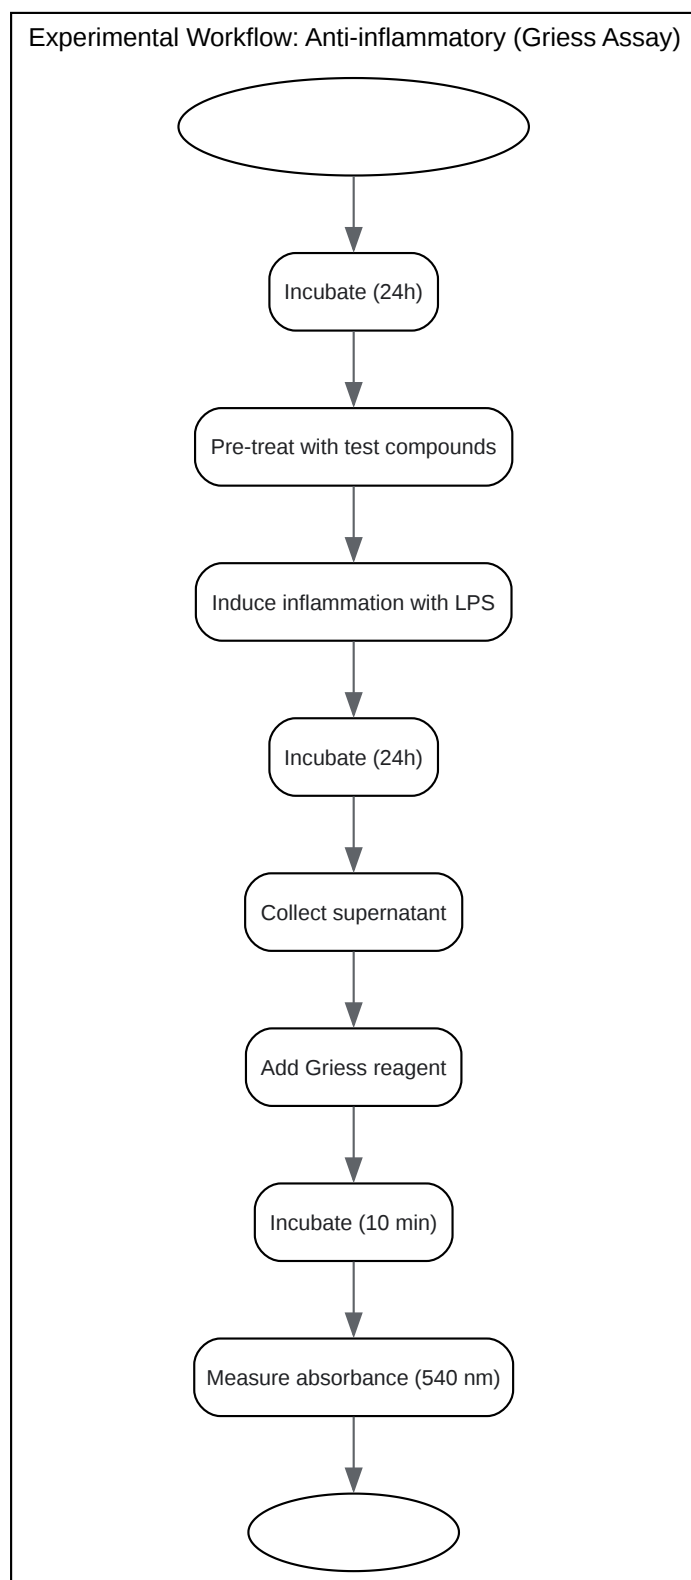 Experimental Workflow: Anti-inflammatory (Griess Assay)
Incubate (24h)
Pre-treat with test compounds
Induce inflammation with LPS
Incubate (24h)
Collect supernatant
Add Griess reagent
Incubate (10 min)
Measure absorbance (540 nm)